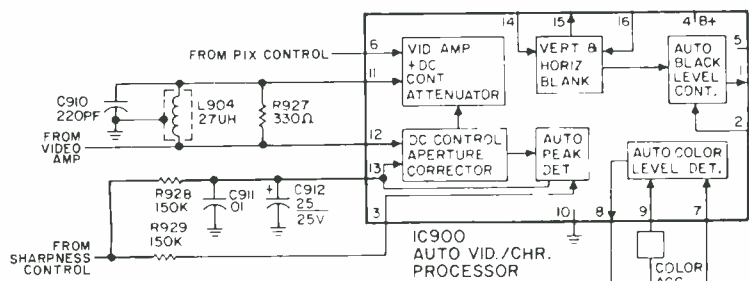 14 15 16 4 B+
5
FROM PIX CONTROL 6
VID AMP
+DC
CONT
ATTENUATOR
VERT &
HORIZ
BLANK
AUTO
BLACK
LEVEL
CONT.
1
11
C910
220PF
L904
27UH
R927
330Ω
2
FROM
VIDEO
AMP
12
DC CONTROL
APERTURE
CORRECTOR
AUTO
PEAK
DET
AUTO COLOR
LEVEL DET.
13
R928
150K
C911
.01
+ C912
25
25V
R929
150K
3 10 8 9 7
FROM
SHARPNESS
CONTROL
IC900
AUTO VID./CHR.
PROCESSOR
COLOR